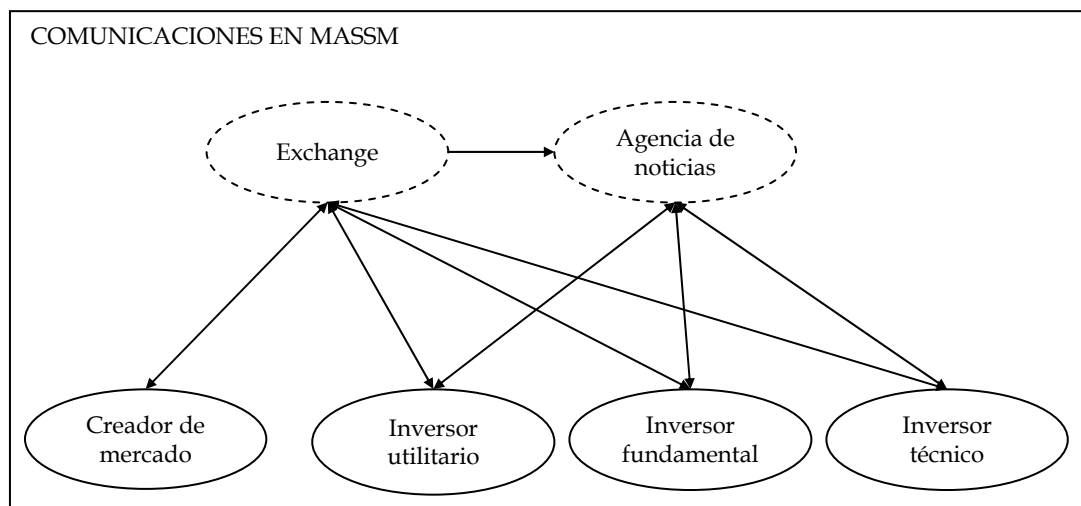 COMUNICACIONES EN MASSM
Exchange
Agencia de
noticias
Creador de
mercado
Inversor
utilitario
Inversor
fundamental
Inversor
técnico